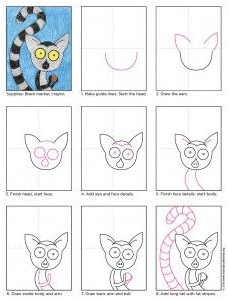 Supplies: Black marker, crayon.
1. Make guide lines. Start the head.
2. Draw the ears.
3. Finish head, start face.
4. Add eye and face details.
5. Finish face details, start body.
6. Draw inside body and arm.
7. Draw back arm and tail.
8. Add long tail with fat stripes.